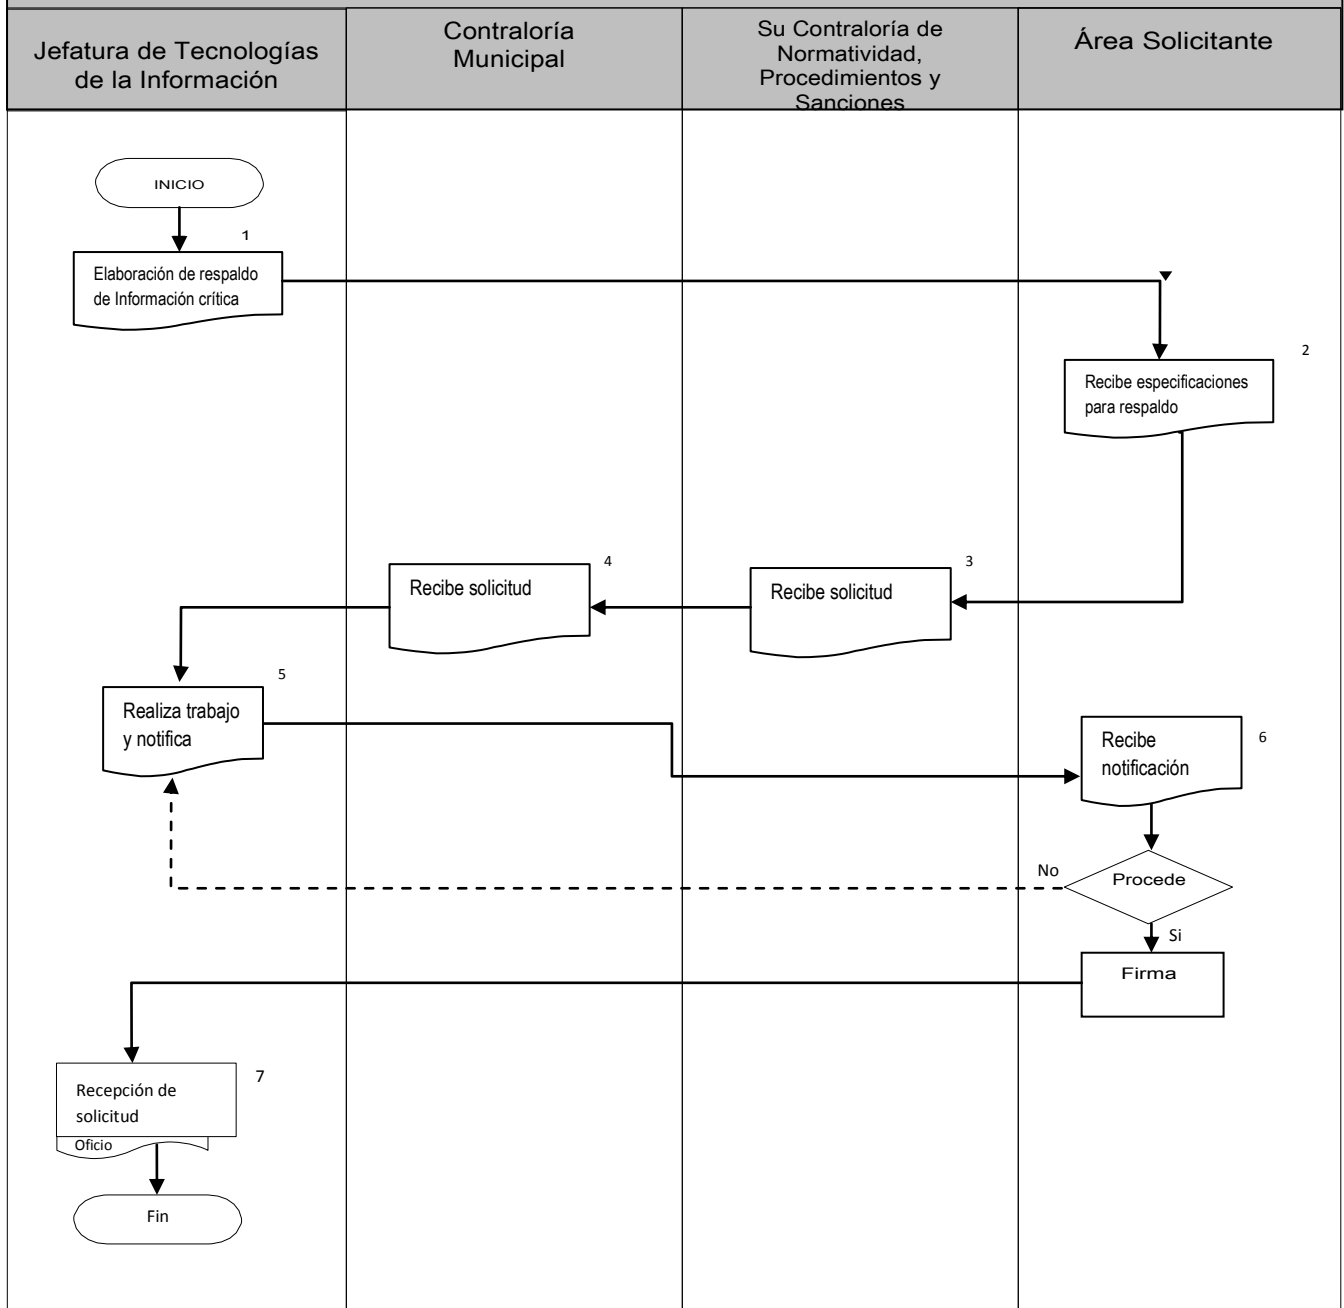 Jefatura de Tecnologías
de la Información
Contraloría
Municipal
Su Contraloría de
Normatividad,
Procedimientos y
Sanciones
Área Solicitante
INICIO
1
Elaboración de respaldo
de Información crítica
2
Recibe especificaciones
para respaldo
3
Recibe solicitud
4
Recibe solicitud
5
Realiza trabajo
y notifica
6
Recibe
notificación
No
Procede
Si
Firma
7
Recepción de
solicitud
Oficio
Fin